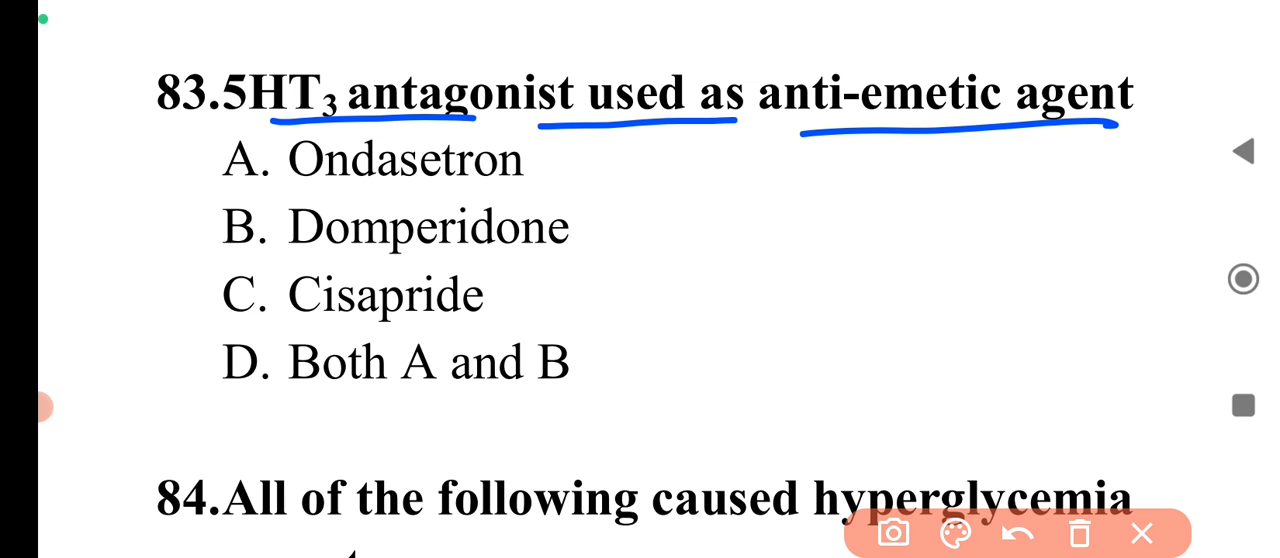 83.5HT₃ antagonist used as anti-emetic agent
A. Ondasetron
B. Domperidone
C. Cisapride
D. Both A and B
84.All of the following caused hyperglycemia